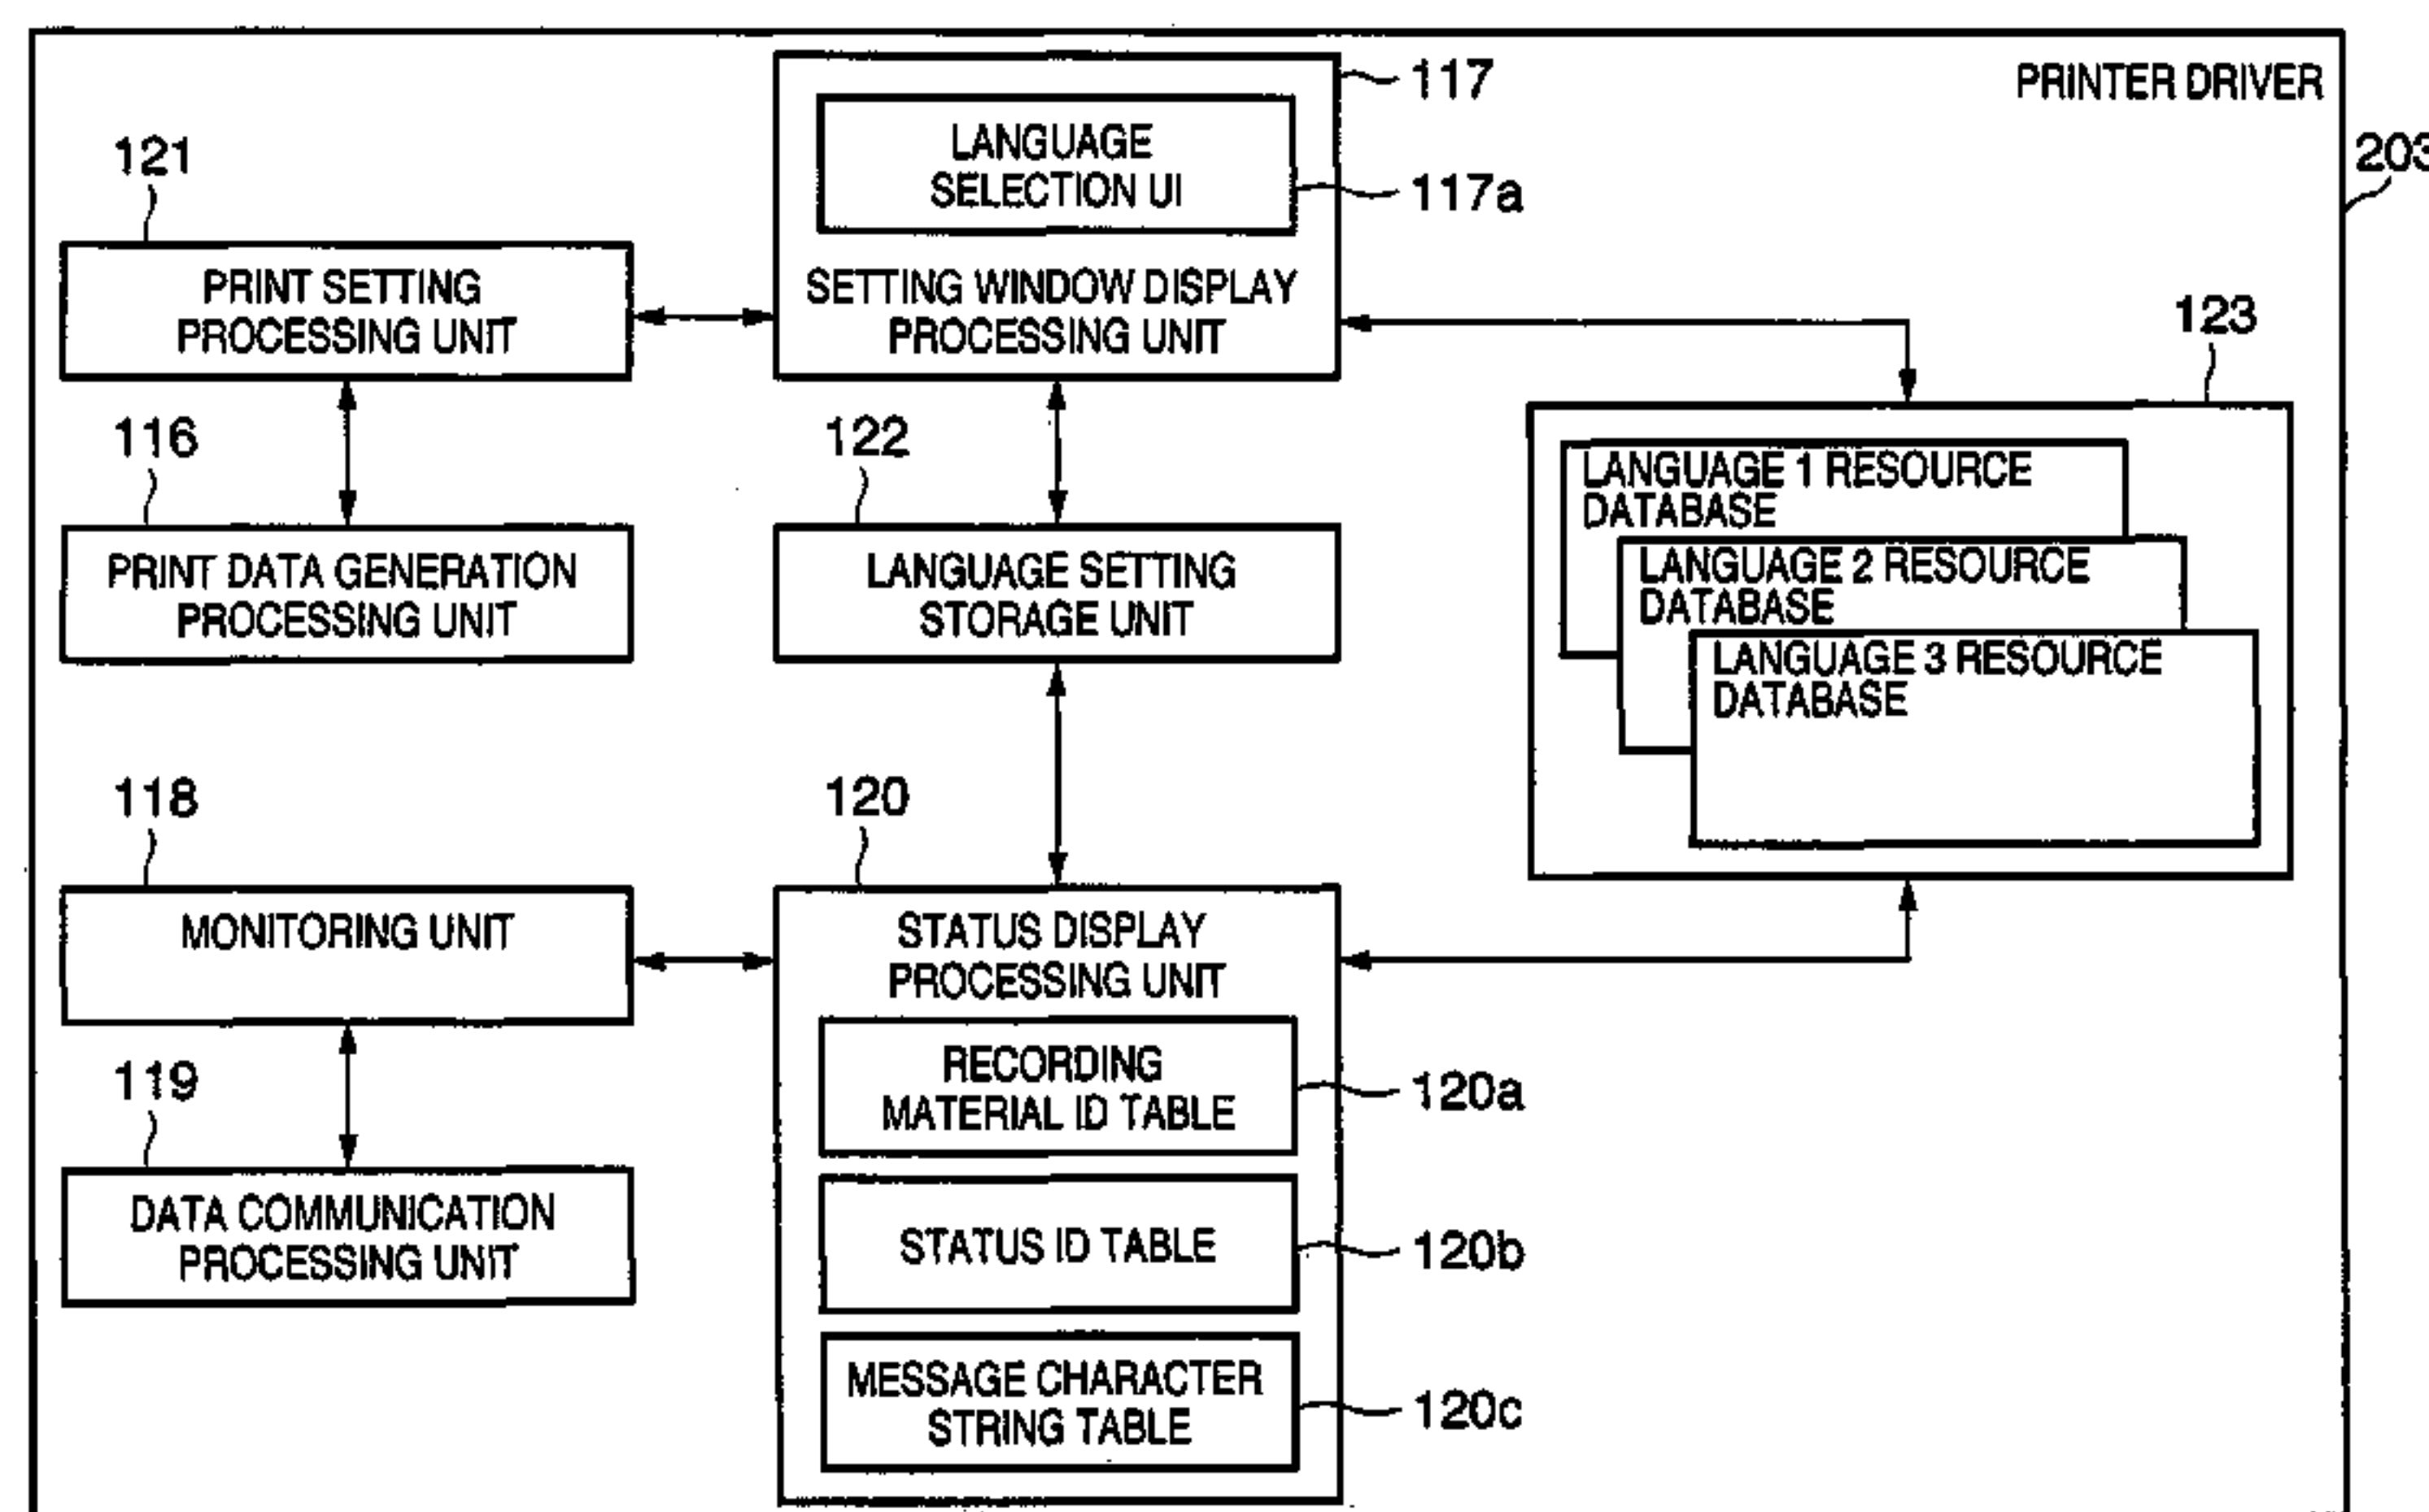 PRINTER DRIVER
203
117
LANGUAGE
SELECTION UI
117a
SETTING WINDOW DISPLAY
PROCESSING UNIT
121
PRINT SETTING
PROCESSING UNIT
123
LANGUAGE 1 RESOURCE
DATABASE
LANGUAGE 2 RESOURCE
DATABASE
LANGUAGE 3 RESOURCE
DATABASE
116
PRINT DATA GENERATION
PROCESSING UNIT
122
LANGUAGE SETTING
STORAGE UNIT
118
MONITORING UNIT
120
STATUS DISPLAY
PROCESSING UNIT
RECORDING
MATERIAL ID TABLE
120a
STATUS ID TABLE
120b
MESSAGE CHARACTER
STRING TABLE
120c
119
DATA COMMUNICATION
PROCESSING UNIT